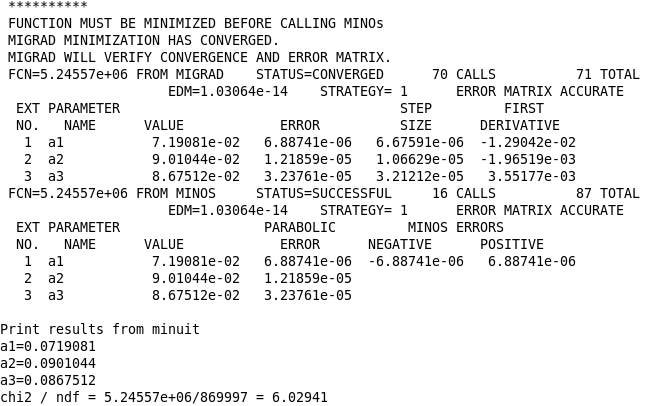 **********
FUNCTION MUST BE MINIMIZED BEFORE CALLING MINOs
MIGRAD MINIMIZATION HAS CONVERGED.
MIGRAD WILL VERIFY CONVERGENCE AND ERROR MATRIX.
FCN=5.24557e+06 FROM MIGRAD    STATUS=CONVERGED      70 CALLS         71 TOTAL
                    EDM=1.03064e-14    STRATEGY= 1      ERROR MATRIX ACCURATE
 EXT PARAMETER                                   STEP         FIRST
 NO.   NAME      VALUE            ERROR          SIZE      DERIVATIVE
  1  a1           7.19081e-02   6.88741e-06   6.67591e-06  -1.29042e-02
  2  a2           9.01044e-02   1.21859e-05   1.06629e-05  -1.96519e-03
  3  a3           8.67512e-02   3.23761e-05   3.21212e-05   3.55177e-03
FCN=5.24557e+06 FROM MINOS     STATUS=SUCCESSFUL     16 CALLS         87 TOTAL
                    EDM=1.03064e-14    STRATEGY= 1      ERROR MATRIX ACCURATE
 EXT PARAMETER                  PARABOLIC         MINOS ERRORS
 NO.   NAME      VALUE            ERROR      NEGATIVE      POSITIVE
  1  a1           7.19081e-02   6.88741e-06  -6.88741e-06   6.88741e-06
  2  a2           9.01044e-02   1.21859e-05
  3  a3           8.67512e-02   3.23761e-05
Print results from minuit
a1=0.0719081
a2=0.0901044
a3=0.0867512
chi2 / ndf = 5.24557e+06/869997 = 6.02941